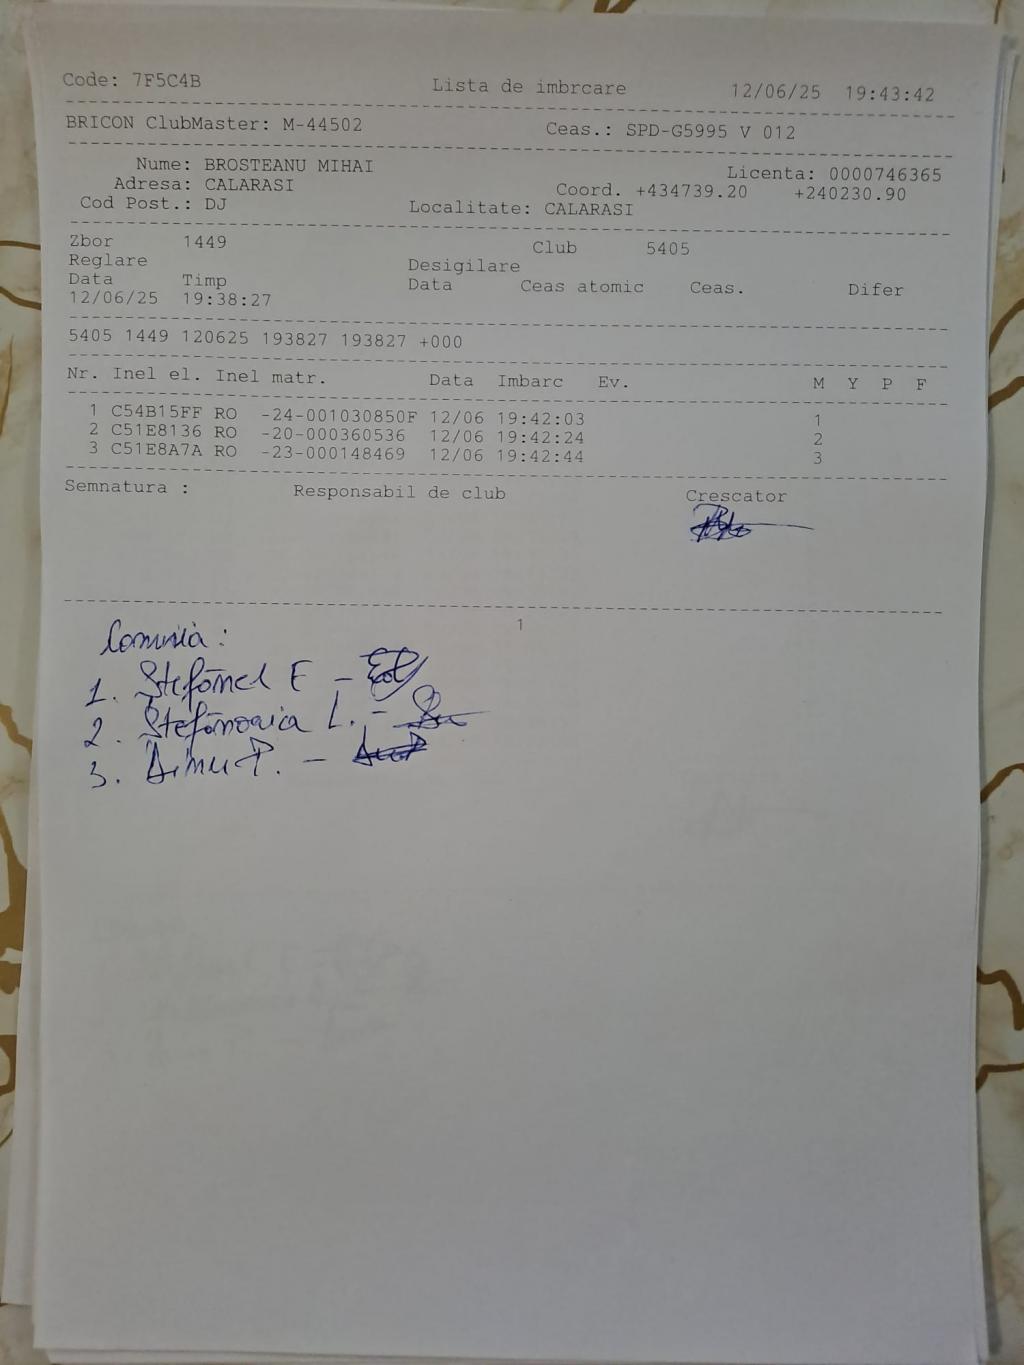 Code: 7F5C4B Lista de imbrcare 12/06/25 19:43:42
BRICON ClubMaster: M-44502 Ceas.: SPD-G5995 V 012
Nume: BROSTEANU MIHAI Licenta: 0000746365
Adresa: CALARASI Coord. +434739.20 +240230.90
Cod Post.: DJ Localitate: CALARASI
Zbor 1449 Club 5405
Reglare Desigilare
Data Timp Data Ceas atomic Ceas. Difer
12/06/25 19:38:27
5405 1449 120625 193827 193827 +000
Nr. Inel el. Inel matr. Data Imbarc Ev. M Y P F
1 C54B15FF RO -24-001030850F 12/06 19:42:03 1
2 C51E8136 RO -20-000360536 12/06 19:42:24 2
3 C51E8A7A RO -23-000148469 12/06 19:42:44 3
Semnatura : Responsabil de club Crescator
1
Comisia:
1. Ștefănel E -
2. Ștefănoaica L. -
3. Dinu P. -